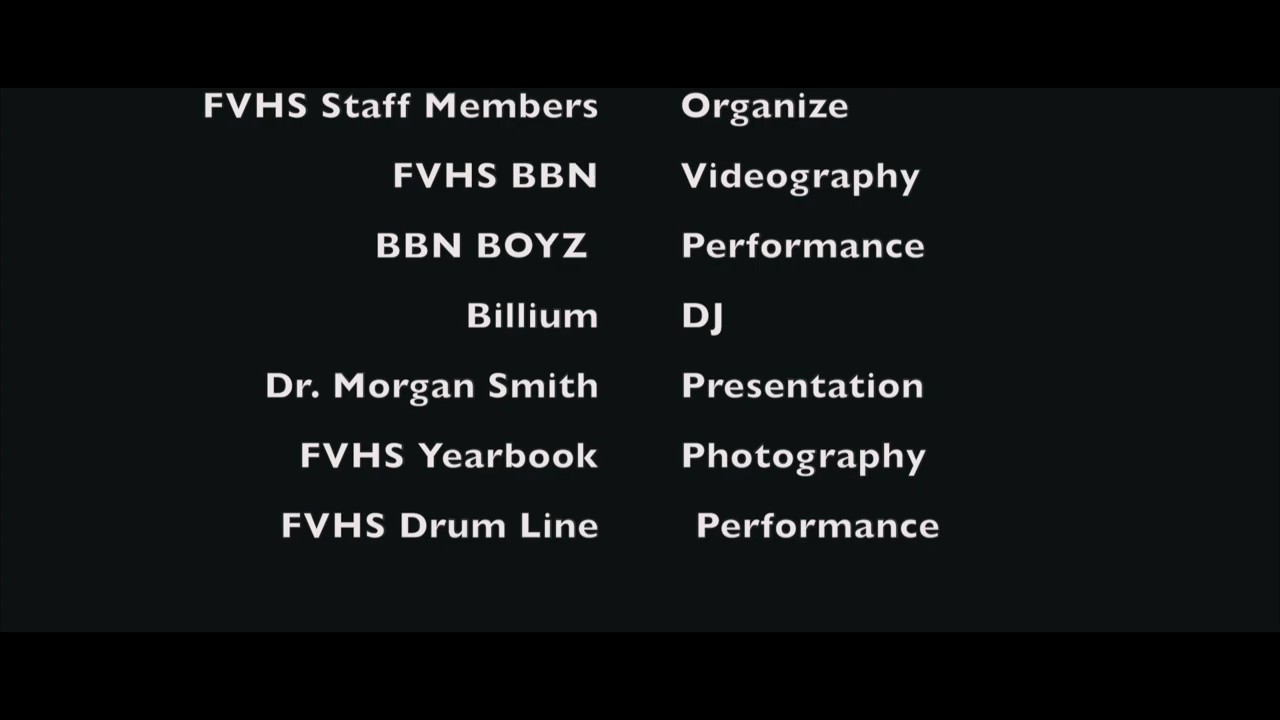 FVHS Staff Members Organize
FVHS BBN Videography
BBN BOYZ Performance
Billium DJ
Dr. Morgan Smith Presentation
FVHS Yearbook Photography
FVHS Drum Line Performance